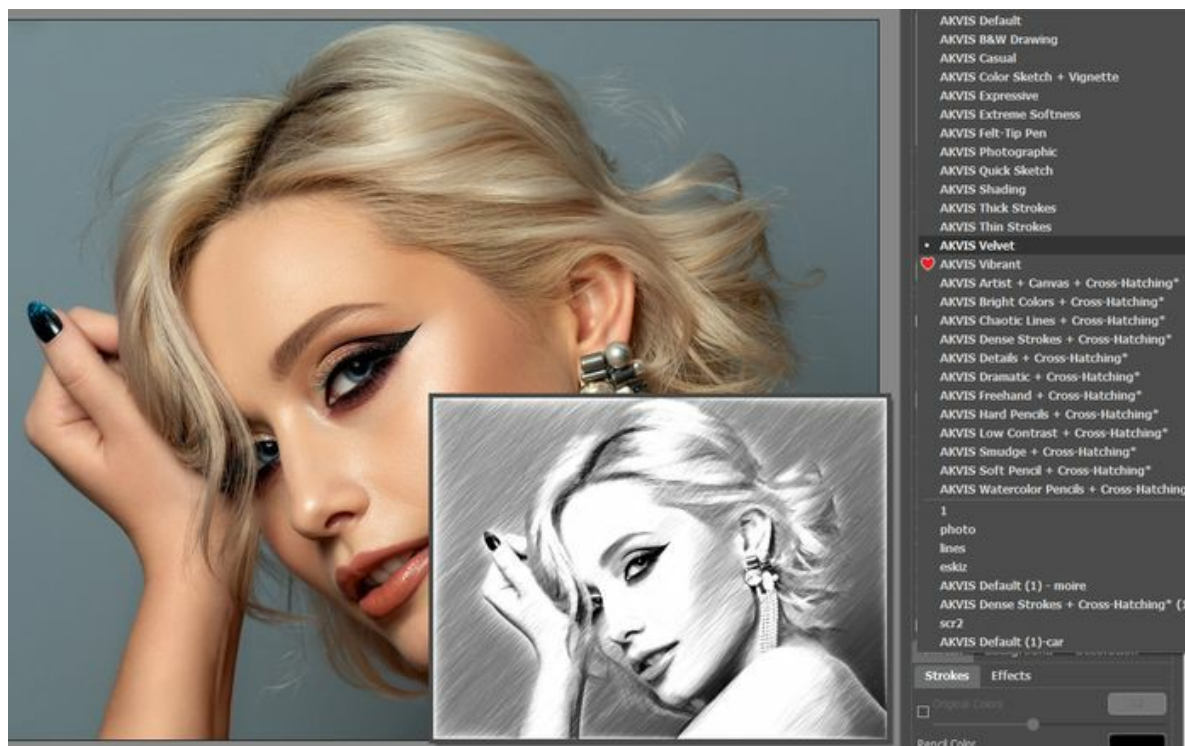 AKVIS Default
AKVIS B&W Drawing
AKVIS Casual
AKVIS Color Sketch + Vignette
AKVIS Expressive
AKVIS Extreme Softness
AKVIS Felt-Tip Pen
AKVIS Photographic
AKVIS Quick Sketch
AKVIS Shading
AKVIS Thick Strokes
AKVIS Thin Strokes
AKVIS Velvet
AKVIS Vibrant
AKVIS Artist + Canvas + Cross-Hatching*
AKVIS Bright Colors + Cross-Hatching*
AKVIS Chaotic Lines + Cross-Hatching*
AKVIS Dense Strokes + Cross-Hatching*
AKVIS Details + Cross-Hatching*
AKVIS Dramatic + Cross-Hatching*
AKVIS Freehand + Cross-Hatching*
AKVIS Hard Pencils + Cross-Hatching*
AKVIS Low Contrast + Cross-Hatching*
AKVIS Smudge + Cross-Hatching*
AKVIS Soft Pencil + Cross-Hatching*
AKVIS Watercolor Pencils + Cross-Hatching
1
photo
lines
eskiz
AKVIS Default (1) - moire
AKVIS Dense Strokes + Cross-Hatching*
scr2
AKVIS Default (1)-car
Strokes Effects
Original Colors
Pencil Color